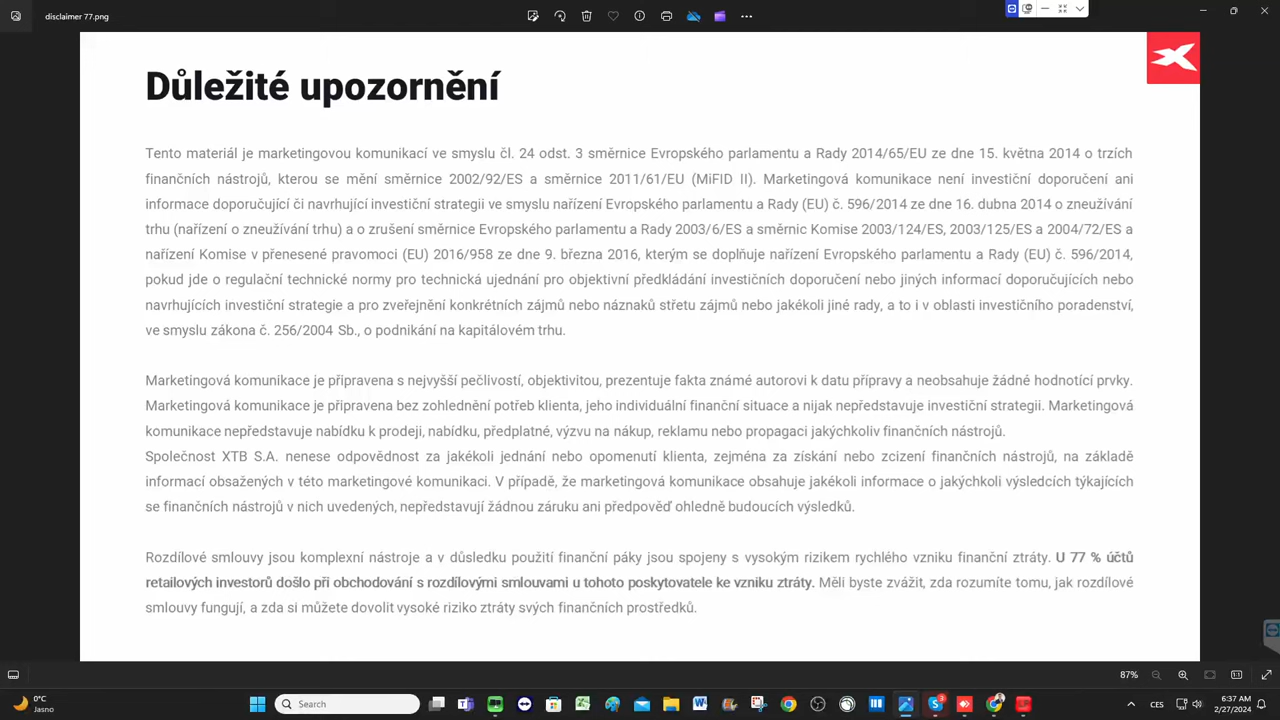 disclaimer 77.png
Důležité upozornění
Tento materiál je marketingovou komunikací ve smyslu čl. 24 odst. 3 směrnice Evropského parlamentu a Rady 2014/65/EU ze dne 15. května 2014 o trzích
finančních nástrojů, kterou se mění směrnice 2002/92/ES a směrnice 2011/61/EU (MiFID II). Marketingová komunikace není investiční doporučení ani
informace doporučující či navrhující investiční strategii ve smyslu nařízení Evropského parlamentu a Rady (EU) č. 596/2014 ze dne 16. dubna 2014 o zneužívání
trhu (nařízení o zneužívání trhu) a o zrušení směrnice Evropského parlamentu a Rady 2003/6/ES a směrnic Komise 2003/124/ES, 2003/125/ES a 2004/72/ES a
nařízení Komise v přenesené pravomoci (EU) 2016/958 ze dne 9. března 2016, kterým se doplňuje nařízení Evropského parlamentu a Rady (EU) č. 596/2014,
pokud jde o regulační technické normy pro technická ujednání pro objektivní předkládání investičních doporučení nebo jiných informací doporučujících nebo
navrhujících investiční strategie a pro zveřejnění konkrétních zájmů nebo náznaků střetu zájmů nebo jakékoli jiné rady, a to i v oblasti investičního poradenství,
ve smyslu zákona č. 256/2004 Sb., o podnikání na kapitálovém trhu.
Marketingová komunikace je připravena s nejvyšší pečlivostí, objektivitou, prezentuje fakta známé autorovi k datu přípravy a neobsahuje žádné hodnotící prvky.
Marketingová komunikace je připravena bez zohlednění potřeb klienta, jeho individuální finanční situace a nijak nepředstavuje investiční strategii. Marketingová
komunikace nepředstavuje nabídku k prodeji, nabídku, předplatné, výzvu na nákup, reklamu nebo propagaci jakýchkoliv finančních nástrojů.
Společnost XTB S.A. nenese odpovědnost za jakékoli jednání nebo opomenutí klienta, zejména za získání nebo zcizení finančních nástrojů, na základě
informací obsažených v této marketingové komunikaci. V případě, že marketingová komunikace obsahuje jakékoli informace o jakýchkoli výsledcích týkajících
se finančních nástrojů v nich uvedených, nepředstavují žádnou záruku ani předpověď ohledně budoucích výsledků.
Rozdílové smlouvy jsou komplexní nástroje a v důsledku použití finanční páky jsou spojeny s vysokým rizikem rychlého vzniku finanční ztráty. U 77 % účtů
retailových investorů došlo při obchodování s rozdílovými smlouvami u tohoto poskytovatele ke vzniku ztráty. Měli byste zvážit, zda rozumíte tomu, jak rozdílové
smlouvy fungují, a zda si můžete dovolit vysoké riziko ztráty svých finančních prostředků.
87%
0°C
Jasno
Search
3
CES
6:37 AM
2/27/2024